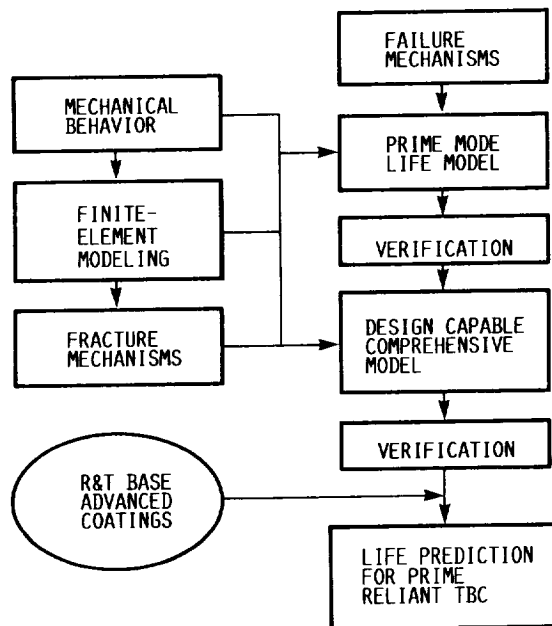 FAILURE
MECHANISMS
MECHANICAL
BEHAVIOR
PRIME MODE
LIFE MODEL
FINITE-
ELEMENT
MODELING
VERIFICATION
FRACTURE
MECHANISMS
DESIGN CAPABLE
COMPREHENSIVE
MODEL
VERIFICATION
R&T BASE
ADVANCED
COATINGS
LIFE PREDICTION
FOR PRIME
RELIANT TBC